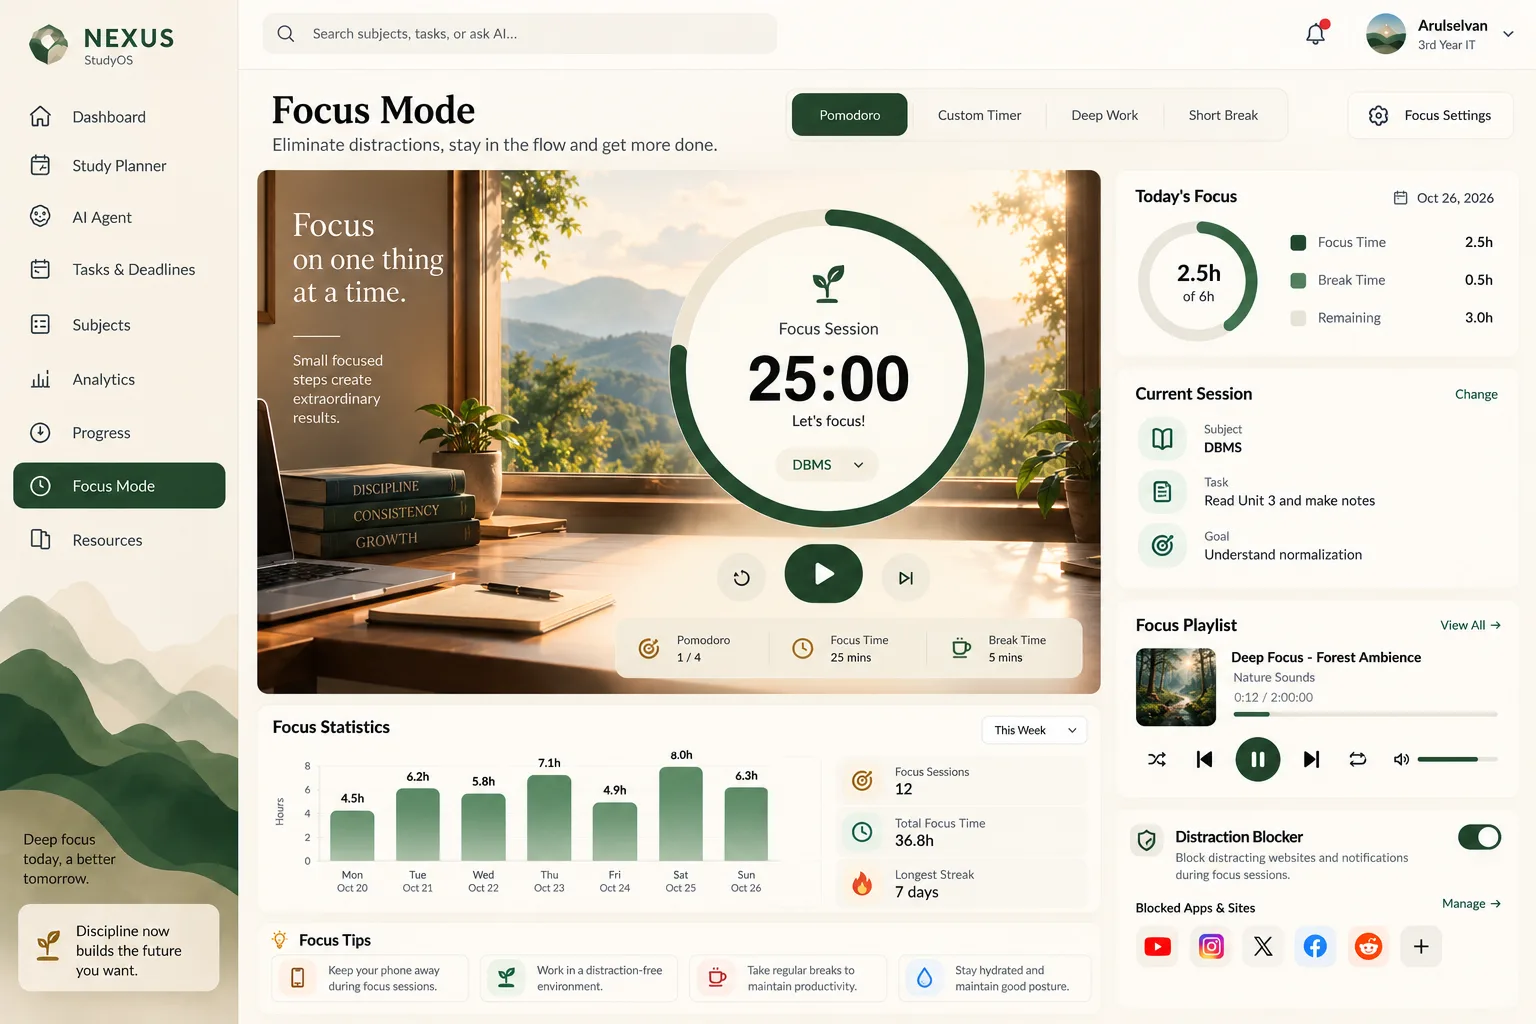 NEXUS
StudyOS
Dashboard
Study Planner
AI Agent
Tasks & Deadlines
Subjects
Analytics
Progress
Focus Mode
Resources
Deep focus
today, a better
tomorrow.
Discipline now
builds the future
you want.
Search subjects, tasks, or ask AI...
Arulselvan
3rd Year IT
Focus Mode
Eliminate distractions, stay in the flow and get more done.
Pomodoro
Custom Timer
Deep Work
Short Break
Focus Settings
Focus
on one thing
at a time.
Small focused
steps create
extraordinary
results.
DISCIPLINE
CONSISTENCY
GROWTH
Focus Session
25:00
Let's focus!
DBMS
Pomodoro
1 / 4
Focus Time
25 mins
Break Time
5 mins
Today's Focus
Oct 26, 2026
2.5h
of 6h
Focus Time 2.5h
Break Time 0.5h
Remaining 3.0h
Current Session
Change
Subject
DBMS
Task
Read Unit 3 and make notes
Goal
Understand normalization
Focus Playlist
View All →
Deep Focus - Forest Ambience
Nature Sounds
0:12 / 2:00:00
Distraction Blocker
Block distracting websites and notifications
during focus sessions.
Blocked Apps & Sites
Manage →
Focus Statistics
This Week
Hours
8
6
4
2
0
4.5h
6.2h
5.8h
7.1h
4.9h
8.0h
6.3h
Mon
Oct 20
Tue
Oct 21
Wed
Oct 22
Thu
Oct 23
Fri
Oct 24
Sat
Oct 25
Sun
Oct 26
Focus Sessions
12
Total Focus Time
36.8h
Longest Streak
7 days
Focus Tips
Keep your phone away
during focus sessions.
Work in a distraction-free
environment.
Take regular breaks to
maintain productivity.
Stay hydrated and
maintain good posture.